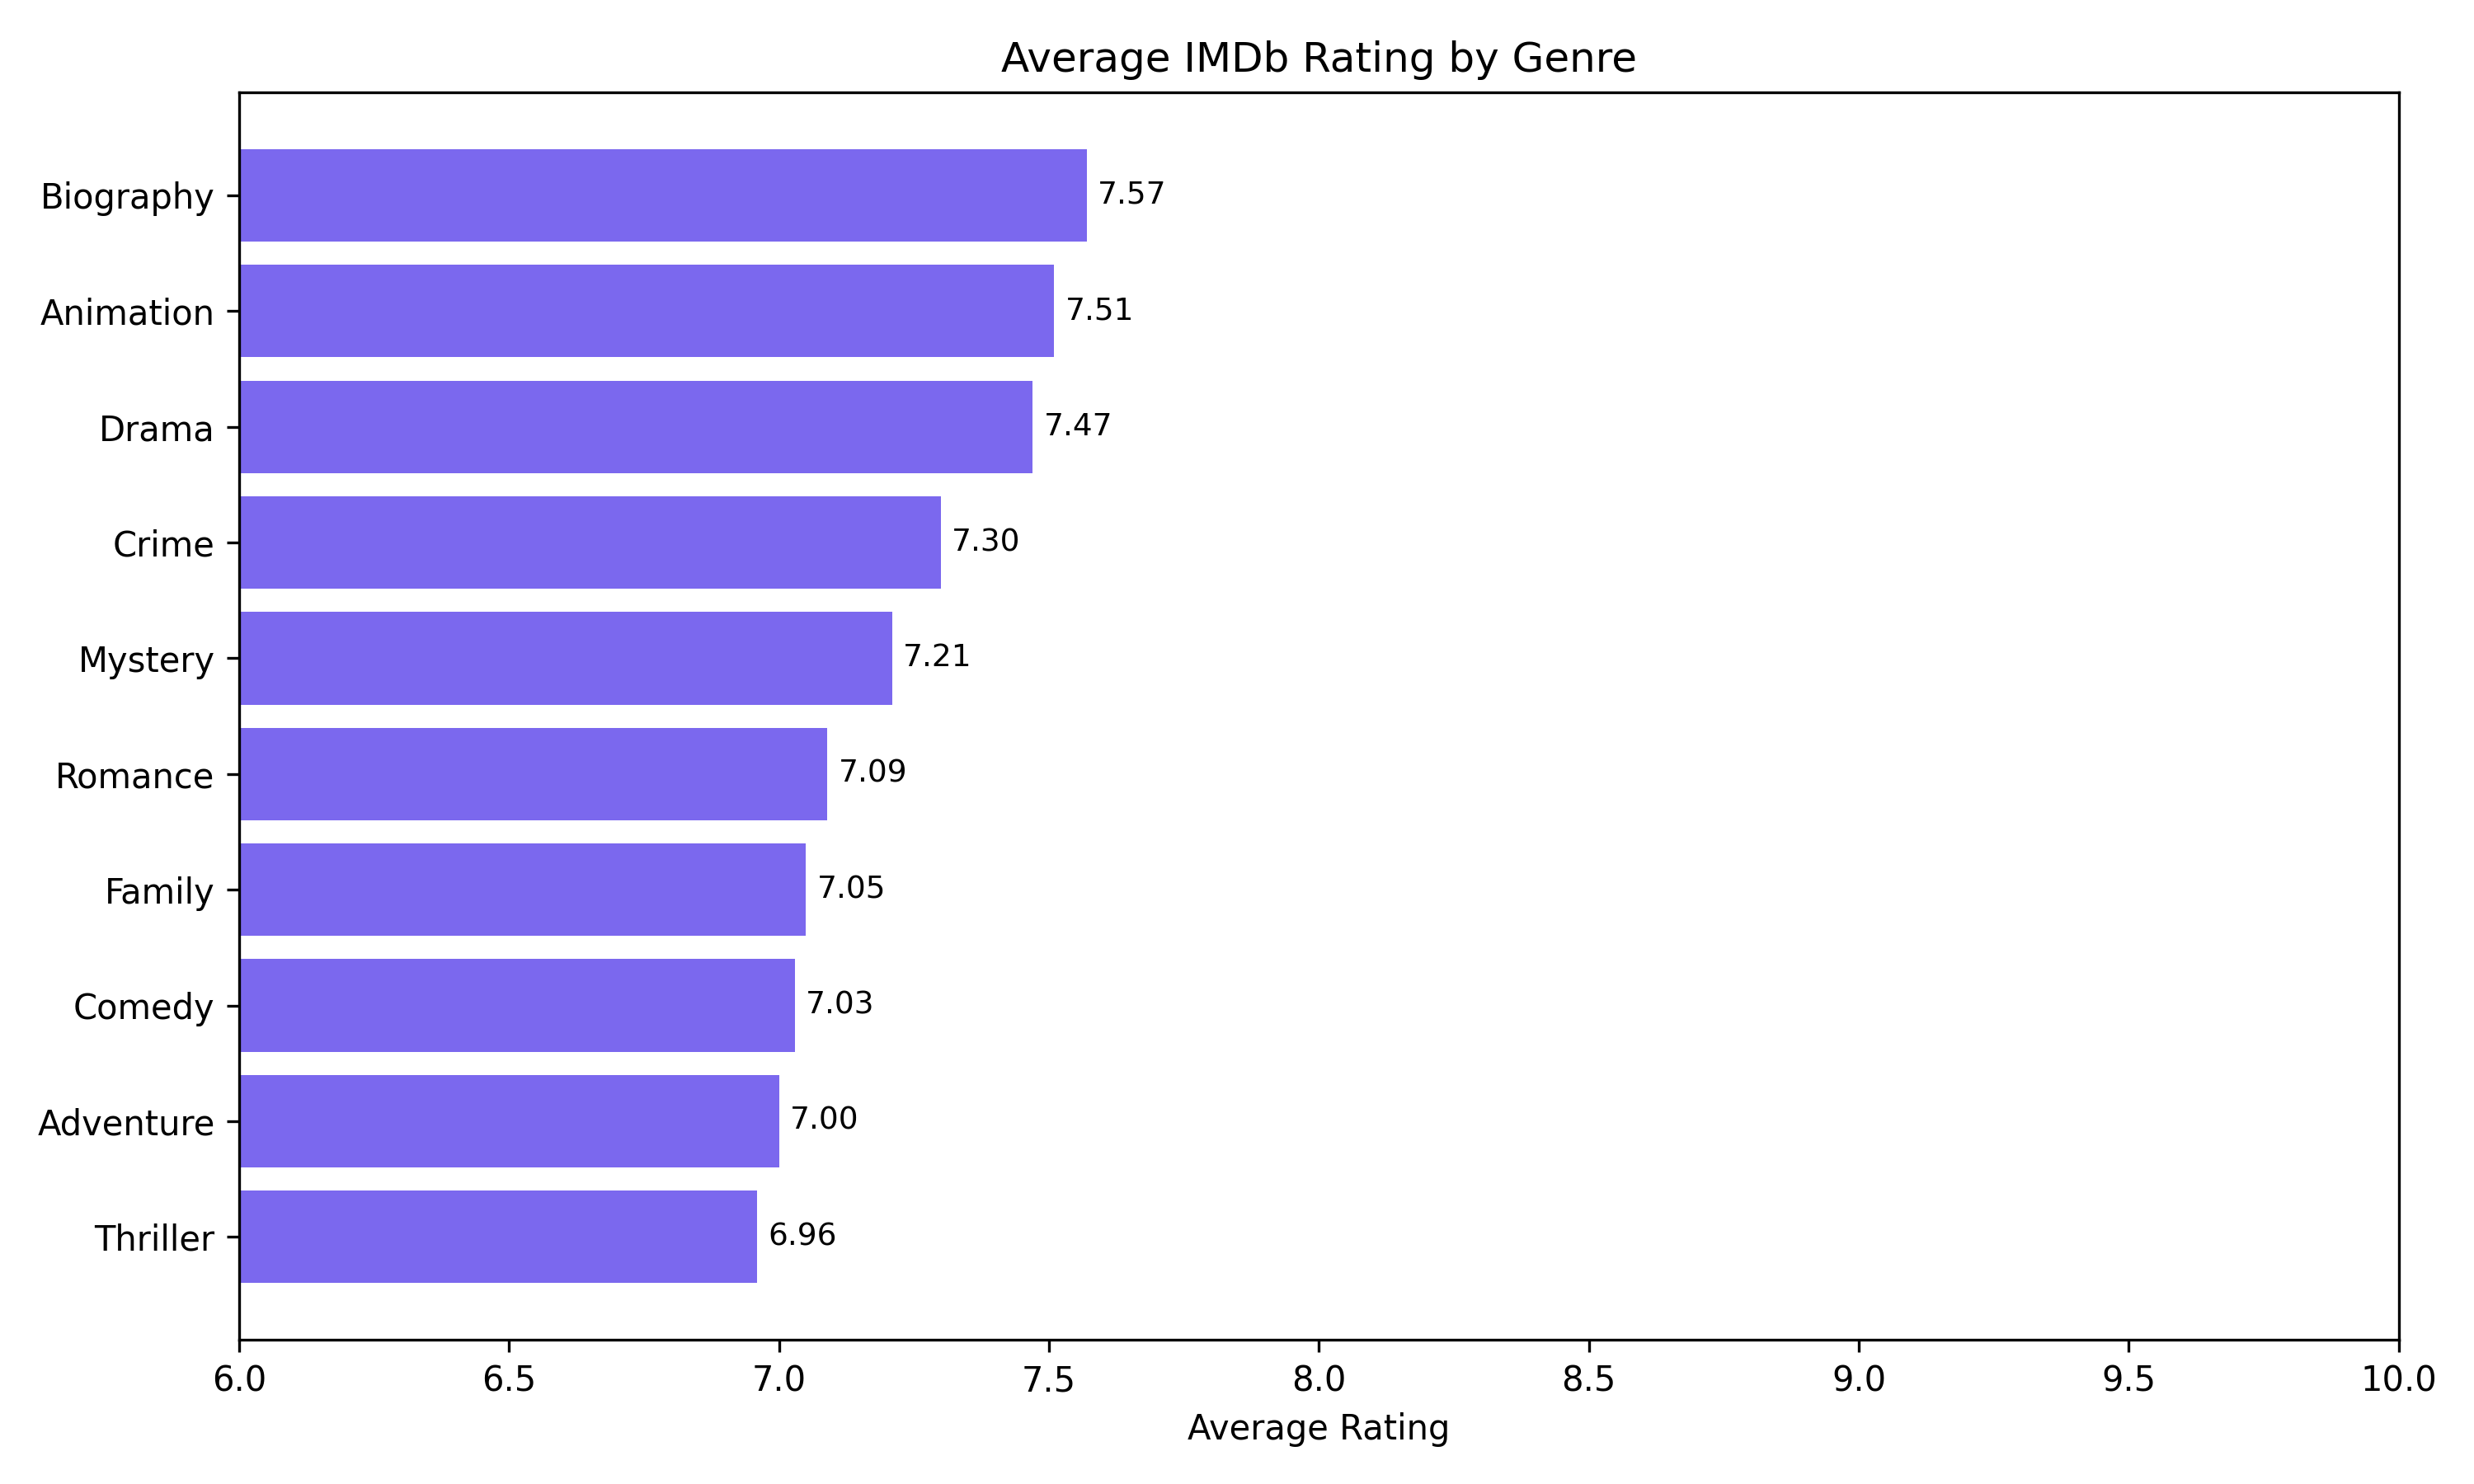 Average IMDb Rating by Genre
Biography 7.57
Animation 7.51
Drama 7.47
Crime 7.30
Mystery 7.21
Romance 7.09
Family 7.05
Comedy 7.03
Adventure 7.00
Thriller 6.96
6.0 6.5 7.0 7.5 8.0 8.5 9.0 9.5 10.0
Average Rating